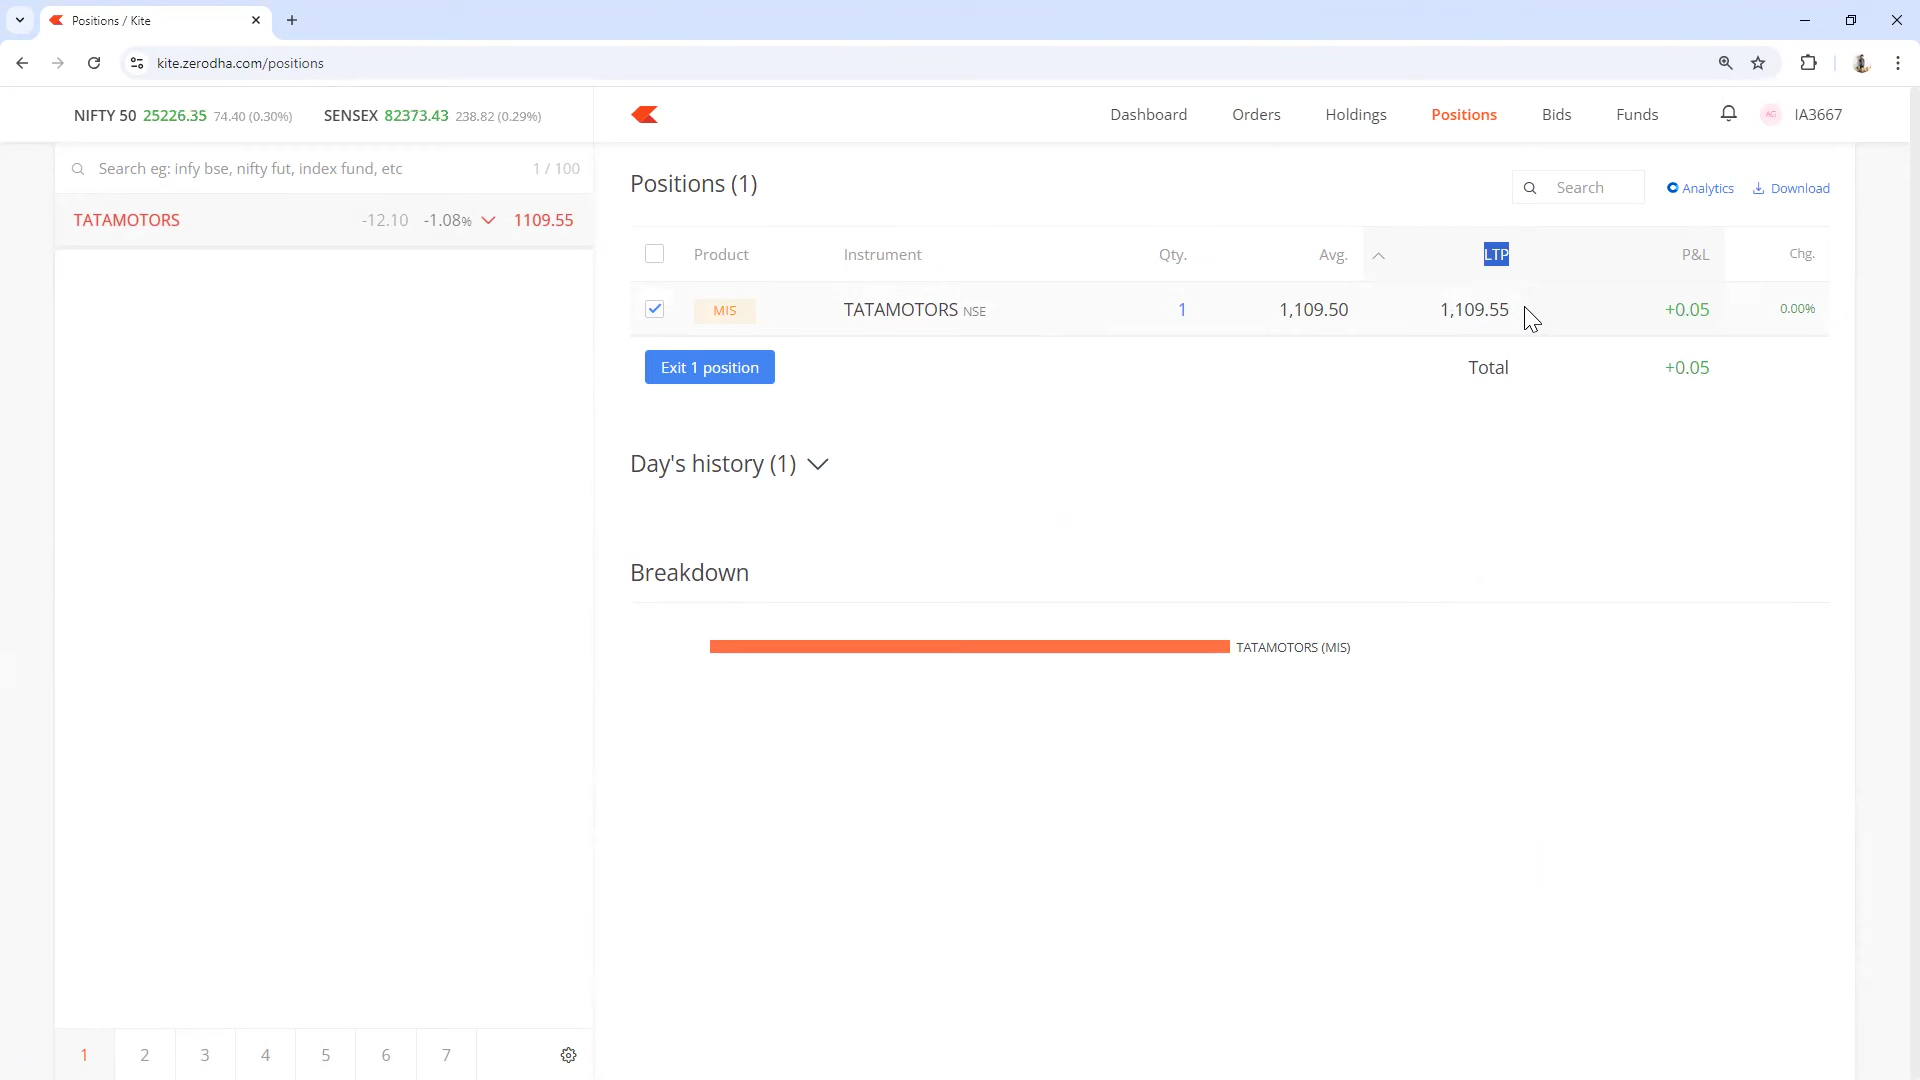 Positions / Kite
kite.zerodha.com/positions
NIFTY 50 25226.35 74.40 (0.30%) SENSEX 82373.43 238.82 (0.29%)
Dashboard Orders Holdings Positions Bids Funds AG IA3667
Search eg: infy bse, nifty fut, index fund, etc 1 / 100
TATAMOTORS -12.10 -1.08% 1109.55
Positions (1) Search Analytics Download
Product Instrument Qty. Avg. LTP P&L Chg.
MIS TATAMOTORS NSE 1 1,109.50 1,109.55 +0.05 0.00%
Exit 1 position Total +0.05
Day's history (1)
Breakdown
TATAMOTORS (MIS)
1 2 3 4 5 6 7